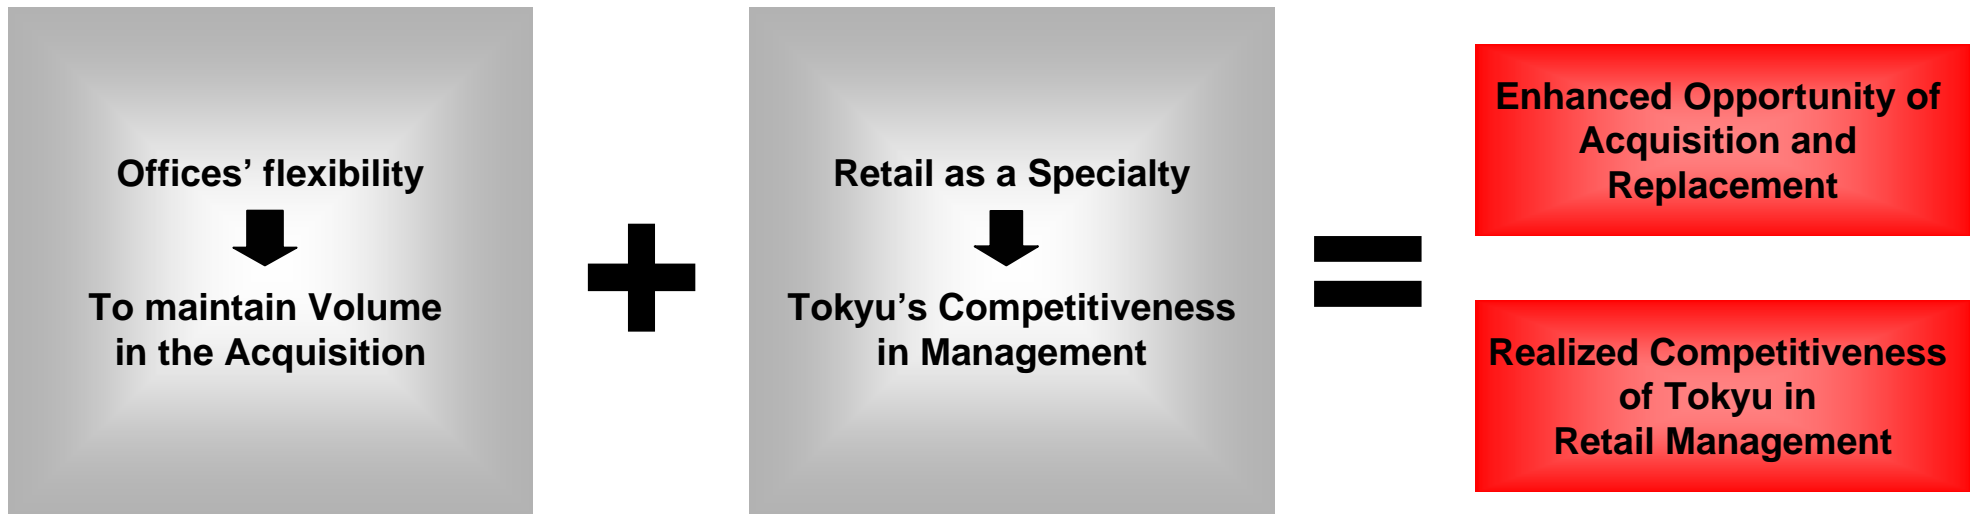 Offices’ flexibility
To maintain Volume
in the Acquisition
Retail as a Specialty
Tokyu’s Competitiveness
in Management
Enhanced Opportunity of
Acquisition and
Replacement
Realized Competitiveness
of Tokyu in
Retail Management